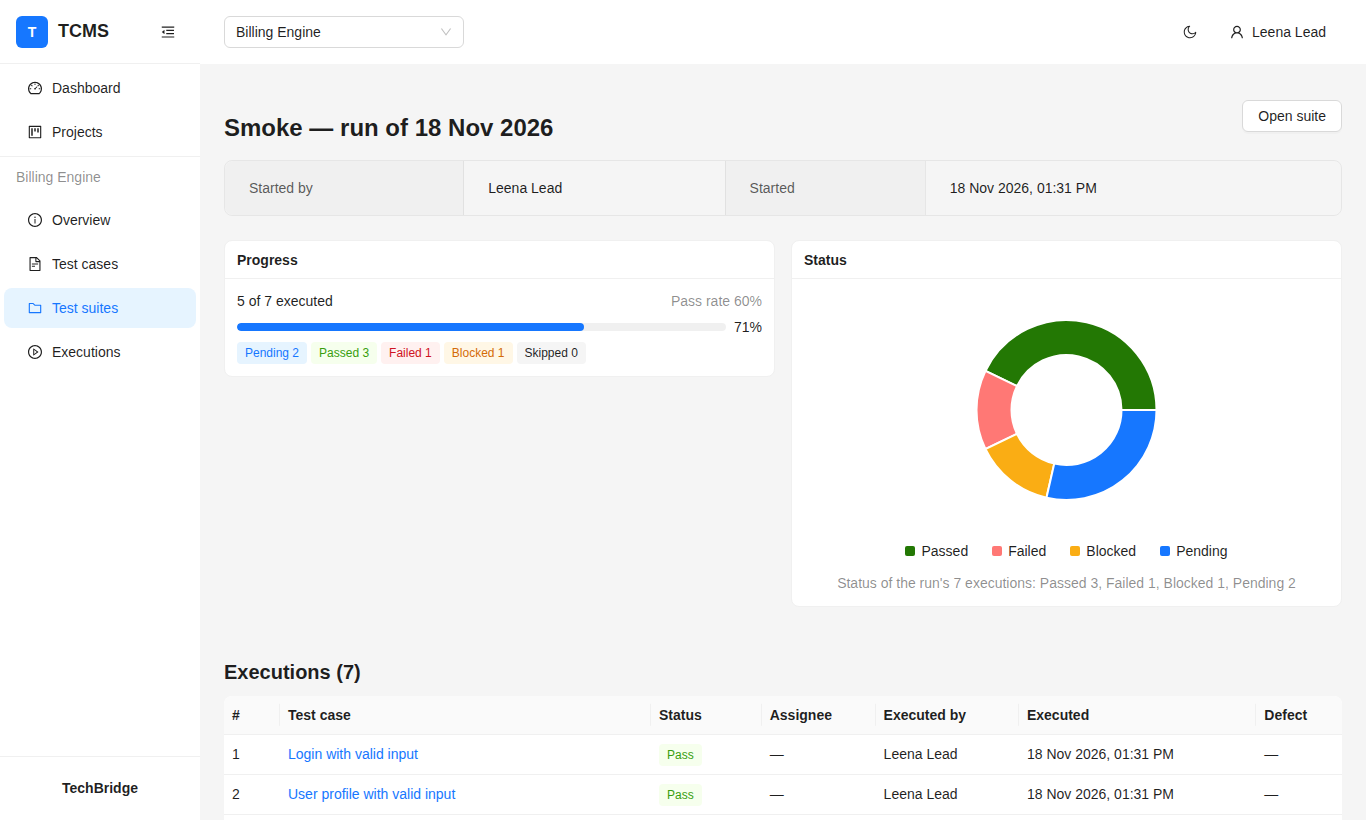 T TCMS
Billing Engine
Leena Lead
Dashboard
Projects
Billing Engine
Overview
Test cases
Test suites
Executions
TechBridge
Smoke — run of 18 Nov 2026
Open suite
Started by Leena Lead Started 18 Nov 2026, 01:31 PM
Progress
5 of 7 executed Pass rate 60%
71%
Pending 2 Passed 3 Failed 1 Blocked 1 Skipped 0
Status
Passed Failed Blocked Pending
Status of the run's 7 executions: Passed 3, Failed 1, Blocked 1, Pending 2
Executions (7)
# Test case Status Assignee Executed by Executed Defect
1 Login with valid input Pass — Leena Lead 18 Nov 2026, 01:31 PM —
2 User profile with valid input Pass — Leena Lead 18 Nov 2026, 01:31 PM —